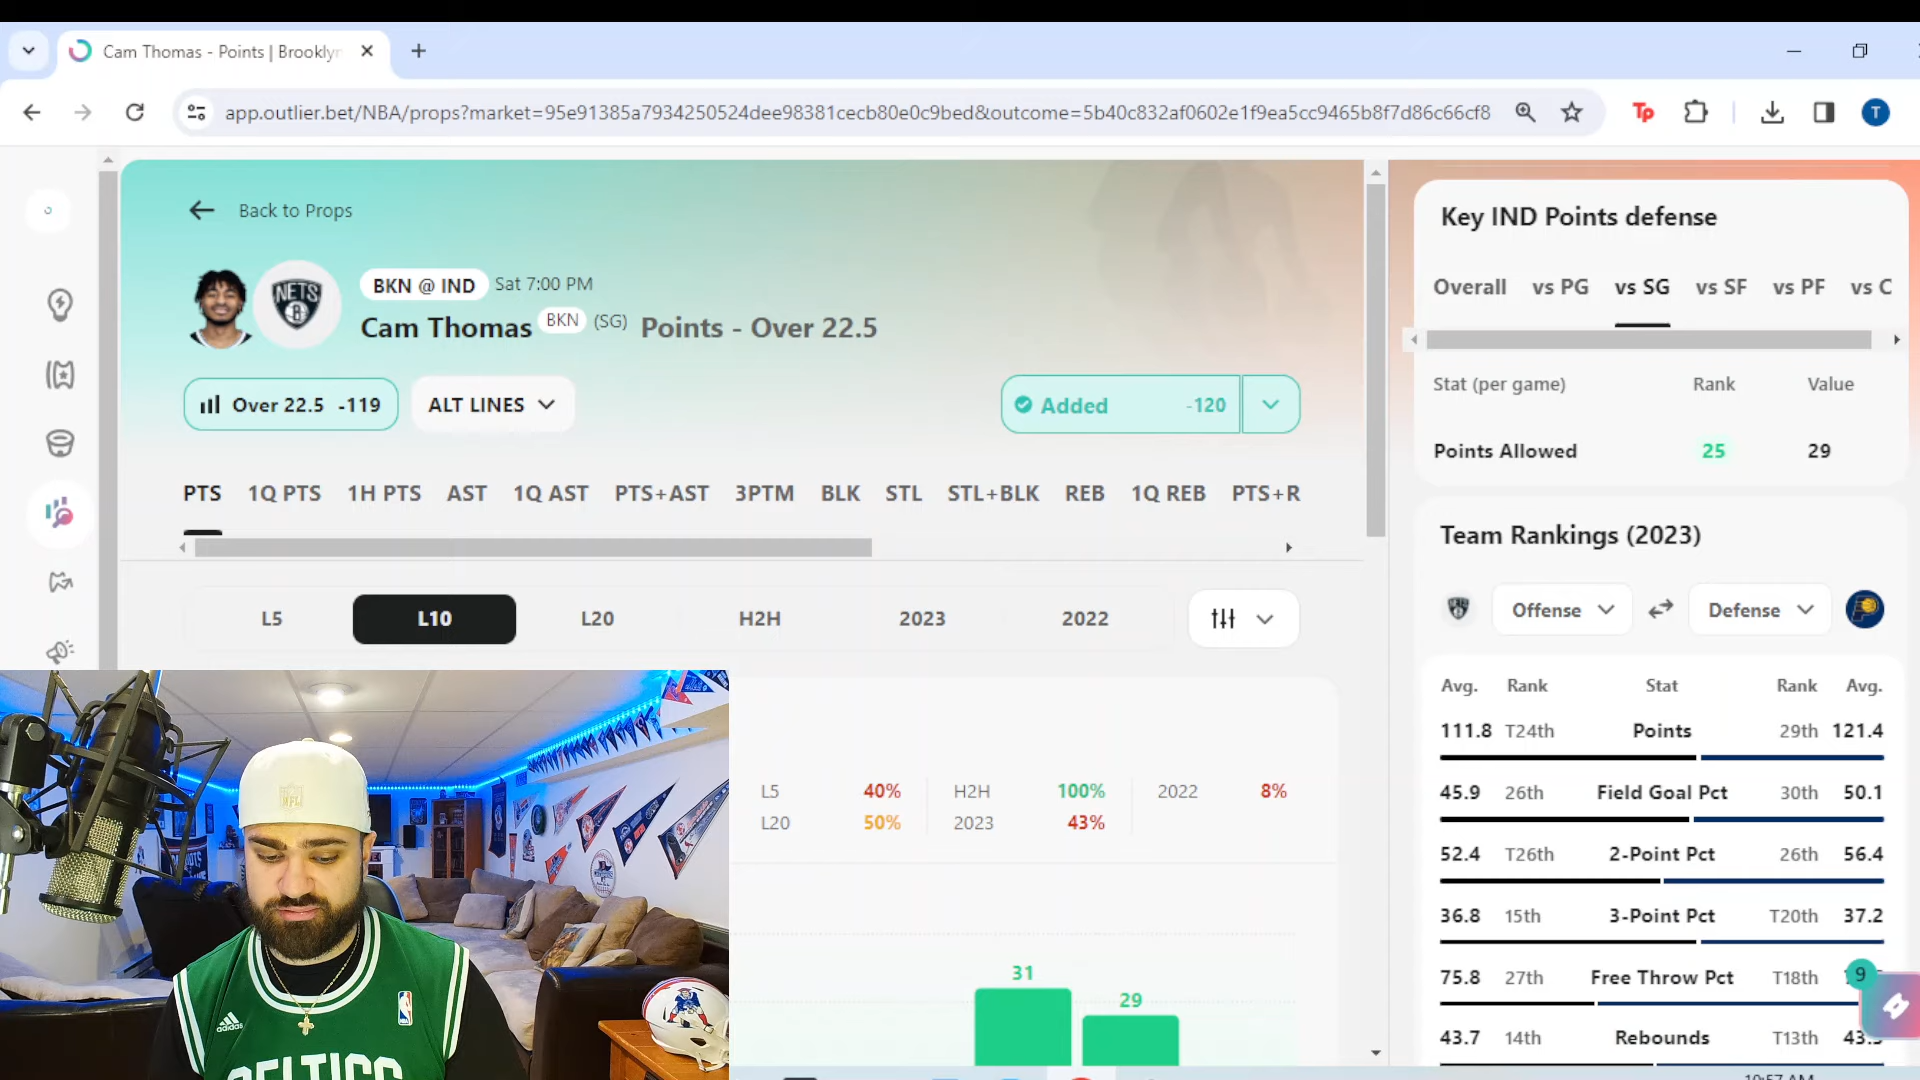 Cam Thomas - Points | Brooklyn
app.outlier.bet/NBA/props?market=95e91385a7934250524dee98381cecb80e0c9bed&outcome=5b40c832af0602e1f9ea5cc9465b8f7d86c66cf8
Tp
T
Back to Props
NETS
B
BKN @ IND Sat 7:00 PM
Cam Thomas BKN (SG) Points - Over 22.5
Over 22.5 -119
ALT LINES
Added -120
PTS 1Q PTS 1H PTS AST 1Q AST PTS+AST 3PTM BLK STL STL+BLK REB 1Q REB PTS+R
L5 L10 L20 H2H 2023 2022
L5 40% H2H 100% 2022 8%
L20 50% 2023 43%
31
29
Key IND Points defense
Overall vs PG vs SG vs SF vs PF vs C
Stat (per game) Rank Value
Points Allowed 25 29
Team Rankings (2023)
NETS Offense Defense
Avg. Rank Stat Rank Avg.
111.8 T24th Points 29th 121.4
45.9 26th Field Goal Pct 30th 50.1
52.4 T26th 2-Point Pct 26th 56.4
36.8 15th 3-Point Pct T20th 37.2
75.8 27th Free Throw Pct T18th
9
43.7 14th Rebounds T13th
NFL
adidas
CELTICS